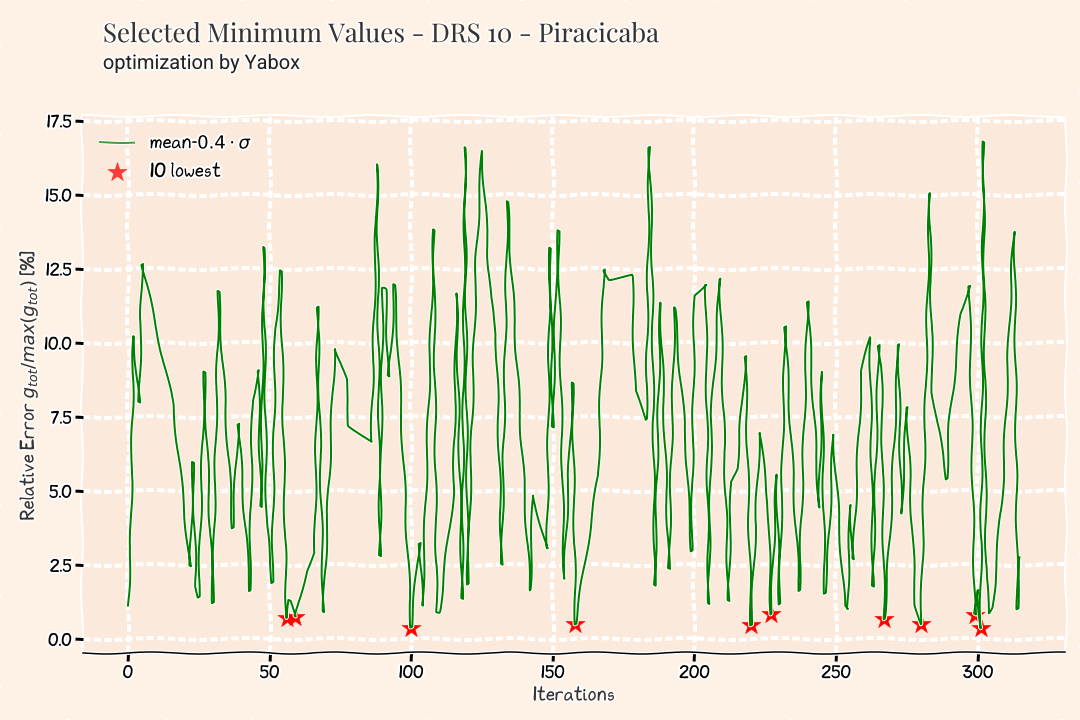 Selected Minimum Values - DRS 10 - Piracicaba
optimization by Yabox
17.5
15.0
12.5
10.0
7.5
5.0
2.5
0.0
Relative Error g_tot/max(g_tot) [%]
mean-0.4 · σ
10 lowest
0 50 100 150 200 250 300
Iterations